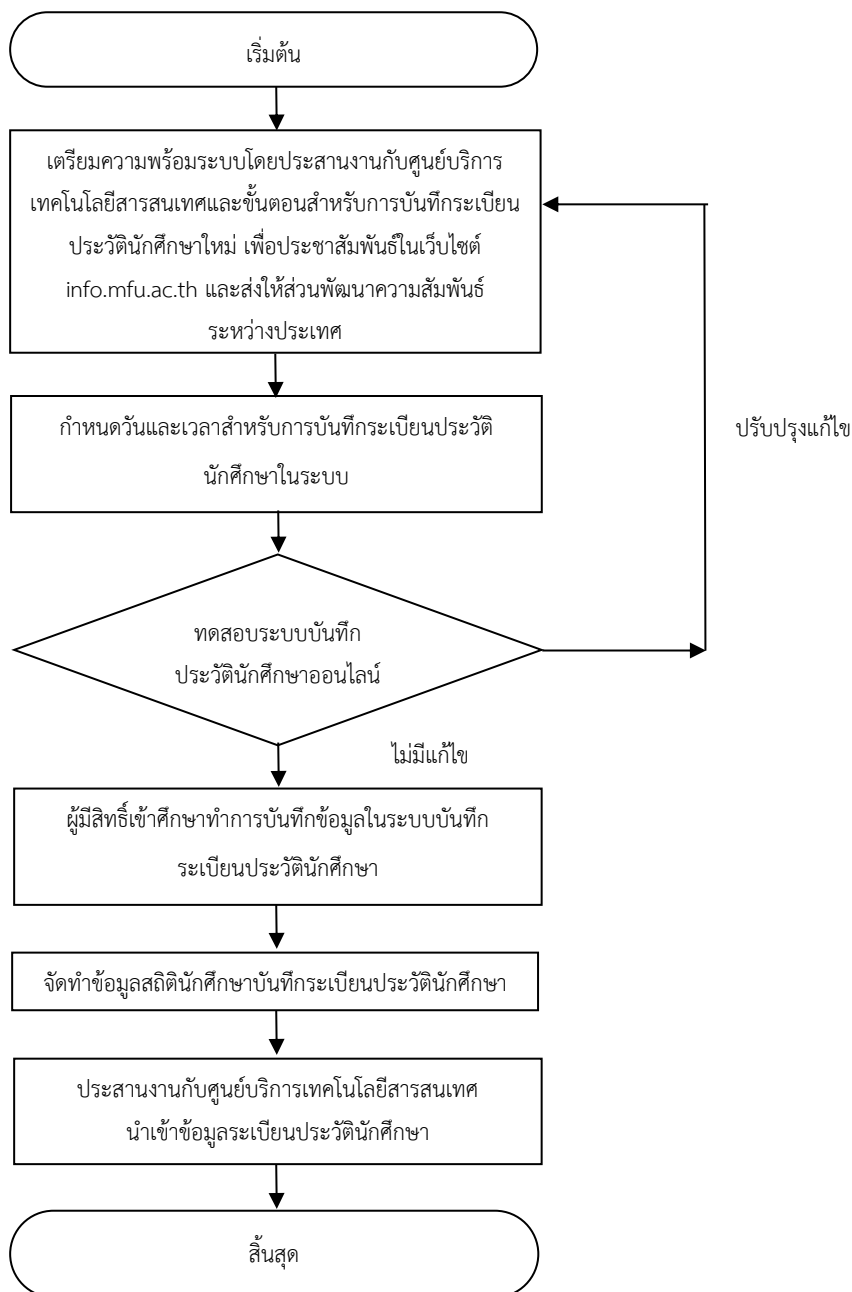 เริ่มต้น
เตรียมความพร้อมระบบโดยประสานงานกับศูนย์บริการ
เทคโนโลยีสารสนเทศและขั้นตอนสำหรับการบันทึกระเบียน
ประวัตินักศึกษาใหม่ เพื่อประชาสัมพันธ์ในเว็บไซต์
info.mfu.ac.th และส่งให้ส่วนพัฒนาความสัมพันธ์
ระหว่างประเทศ
กำหนดวันและเวลาสำหรับการบันทึกระเบียนประวัติ
นักศึกษาในระบบ
ปรับปรุงแก้ไข
ทดสอบระบบบันทึก
ประวัตินักศึกษาออนไลน์
ไม่มีแก้ไข
ผู้มีสิทธิ์เข้าศึกษาทำการบันทึกข้อมูลในระบบบันทึก
ระเบียนประวัตินักศึกษา
จัดทำข้อมูลสถิตินักศึกษาบันทึกระเบียนประวัตินักศึกษา
ประสานงานกับศูนย์บริการเทคโนโลยีสารสนเทศ
นำเข้าข้อมูลระเบียนประวัตินักศึกษา
สิ้นสุด